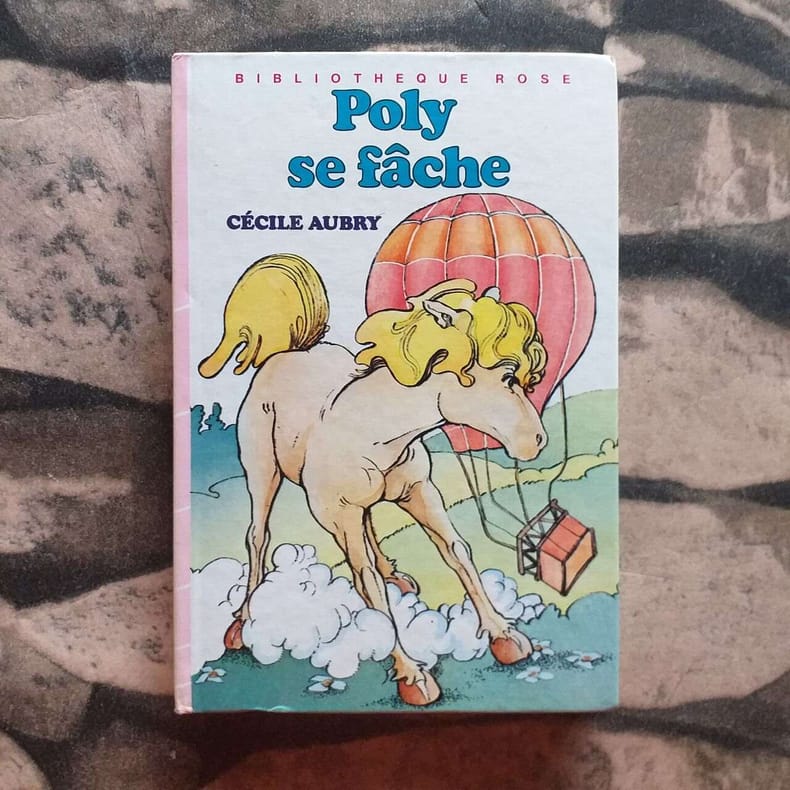 BIBLIOTHEQUE ROSE
Poly
se fâche
CÉCILE AUBRY